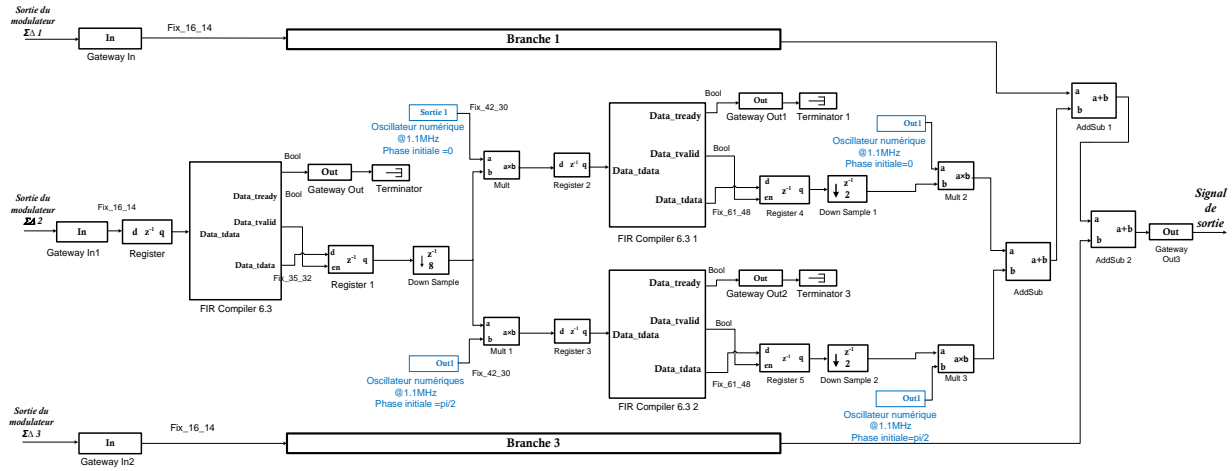 Sortie du
modulateur
ΣΔ 1
In
Gateway In
Fix_16_14
Branche 1
a
b
a+b
AddSub 1
Sortie 1
Fix_42_30
Oscillateur numérique
@1.1MHz
Phase initiale =0
a
b
a×b
Mult
d z⁻¹ q
Register 2
Data_tready
Data_tvalid
Data_tdata
Data_tdata
FIR Compiler 6.3 1
Bool
Out
Gateway Out1
Terminator 1
Bool
Fix_61_48
d
en
z⁻¹ q
Register 4
z⁻¹
2
Down Sample 1
Out1
Oscillateur numérique
@1.1MHz
Phase initiale=0
a
b
a×b
Mult 2
Sortie du
modulateur
ΣΔ 2
In
Gateway In1
Fix_16_14
d z⁻¹ q
Register
Data_tready
Data_tvalid
Data_tdata
Data_tdata
FIR Compiler 6.3
Bool
Out
Gateway Out
Terminator
Bool
Fix_35_32
d
en
z⁻¹ q
Register 1
z⁻¹
8
Down Sample
a
b
a+b
AddSub
a
b
a+b
AddSub 2
Out
Gateway
Out3
Signal
de
sortie
a
b
a×b
Mult 1
Out1
Fix_42_30
Oscillateur numériques
@1.1MHz
Phase initiale =pi/2
d z⁻¹ q
Register 3
Data_tready
Data_tvalid
Data_tdata
Data_tdata
FIR Compiler 6.3 2
Bool
Out
Gateway Out2
Terminator 3
Bool
Fix_61_48
d
en
z⁻¹ q
Register 5
z⁻¹
2
Down Sample 2
a
b
a×b
Mult 3
Out1
Oscillateur numérique
@1.1MHz
Phase initiale=pi/2
Sortie du
modulateur
ΣΔ 3
In
Gateway In2
Fix_16_14
Branche 3